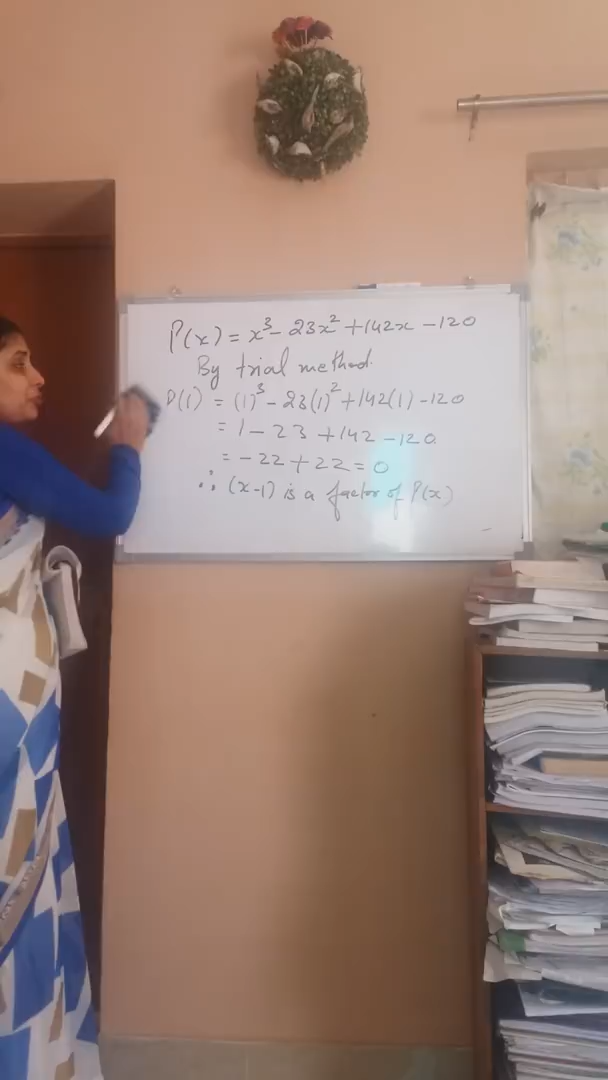 P(x) = x³ - 23x² + 142x - 120
By trial method.
P(1) = (1)³ - 23(1)² + 142(1) - 120
= 1 - 23 + 142 - 120
= - 22 + 22 = 0
∴ (x-1) is a factor of P(x)